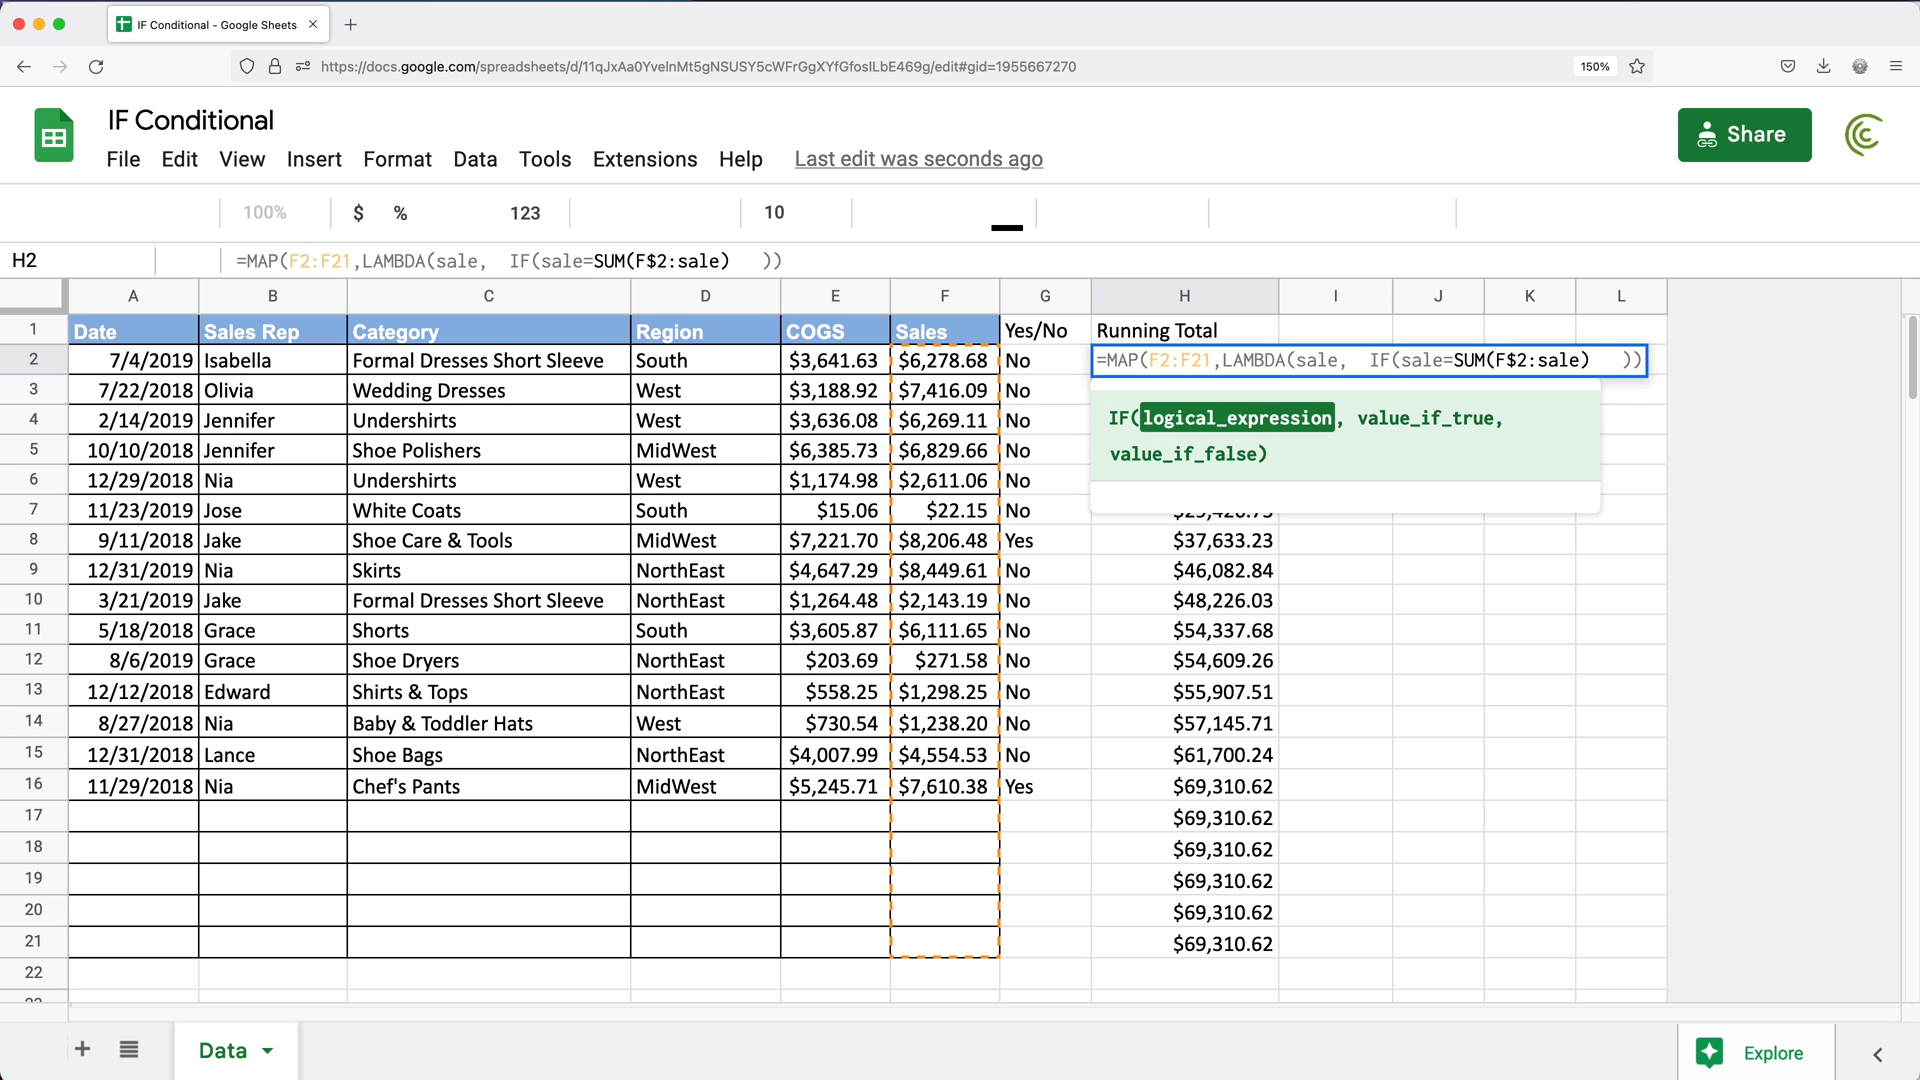 IF Conditional - Google Sheets
https://docs.google.com/spreadsheets/d/11qJxAa0YvelnMt5gNSUSY5cWFrGgXYfGfosILbE469g/edit#gid=1955667270 150%
IF Conditional
File Edit View Insert Format Data Tools Extensions Help Last edit was seconds ago
Share
100% $ % 123 10
H2 =MAP(F2:F21,LAMBDA(sale, IF(sale=SUM(F$2:sale) ))
A B C D E F G H I J K L
1 Date Sales Rep Category Region COGS Sales Yes/No Running Total
2 7/4/2019 Isabella Formal Dresses Short Sleeve South $3,641.63 $6,278.68 No =MAP(F2:F21,LAMBDA(sale, IF(sale=SUM(F$2:sale) ))
3 7/22/2018 Olivia Wedding Dresses West $3,188.92 $7,416.09 No
4 2/14/2019 Jennifer Undershirts West $3,636.08 $6,269.11 No
IF(logical_expression, value_if_true,
value_if_false)
5 10/10/2018 Jennifer Shoe Polishers MidWest $6,385.73 $6,829.66 No
6 12/29/2018 Nia Undershirts West $1,174.98 $2,611.06 No
7 11/23/2019 Jose White Coats South $15.06 $22.15 No
8 9/11/2018 Jake Shoe Care & Tools MidWest $7,221.70 $8,206.48 Yes $37,633.23
9 12/31/2019 Nia Skirts NorthEast $4,647.29 $8,449.61 No $46,082.84
10 3/21/2019 Jake Formal Dresses Short Sleeve NorthEast $1,264.48 $2,143.19 No $48,226.03
11 5/18/2018 Grace Shorts South $3,605.87 $6,111.65 No $54,337.68
12 8/6/2019 Grace Shoe Dryers NorthEast $203.69 $271.58 No $54,609.26
13 12/12/2018 Edward Shirts & Tops NorthEast $558.25 $1,298.25 No $55,907.51
14 8/27/2018 Nia Baby & Toddler Hats West $730.54 $1,238.20 No $57,145.71
15 12/31/2018 Lance Shoe Bags NorthEast $4,007.99 $4,554.53 No $61,700.24
16 11/29/2018 Nia Chef's Pants MidWest $5,245.71 $7,610.38 Yes $69,310.62
17 $69,310.62
18 $69,310.62
19 $69,310.62
20 $69,310.62
21 $69,310.62
22
Data
Explore